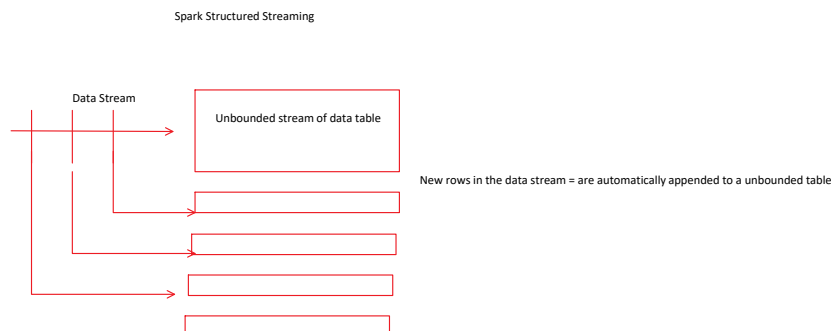 Spark Structured Streaming
Data Stream
Unbounded stream of data table
New rows in the data stream = are automatically appended to a unbounded table